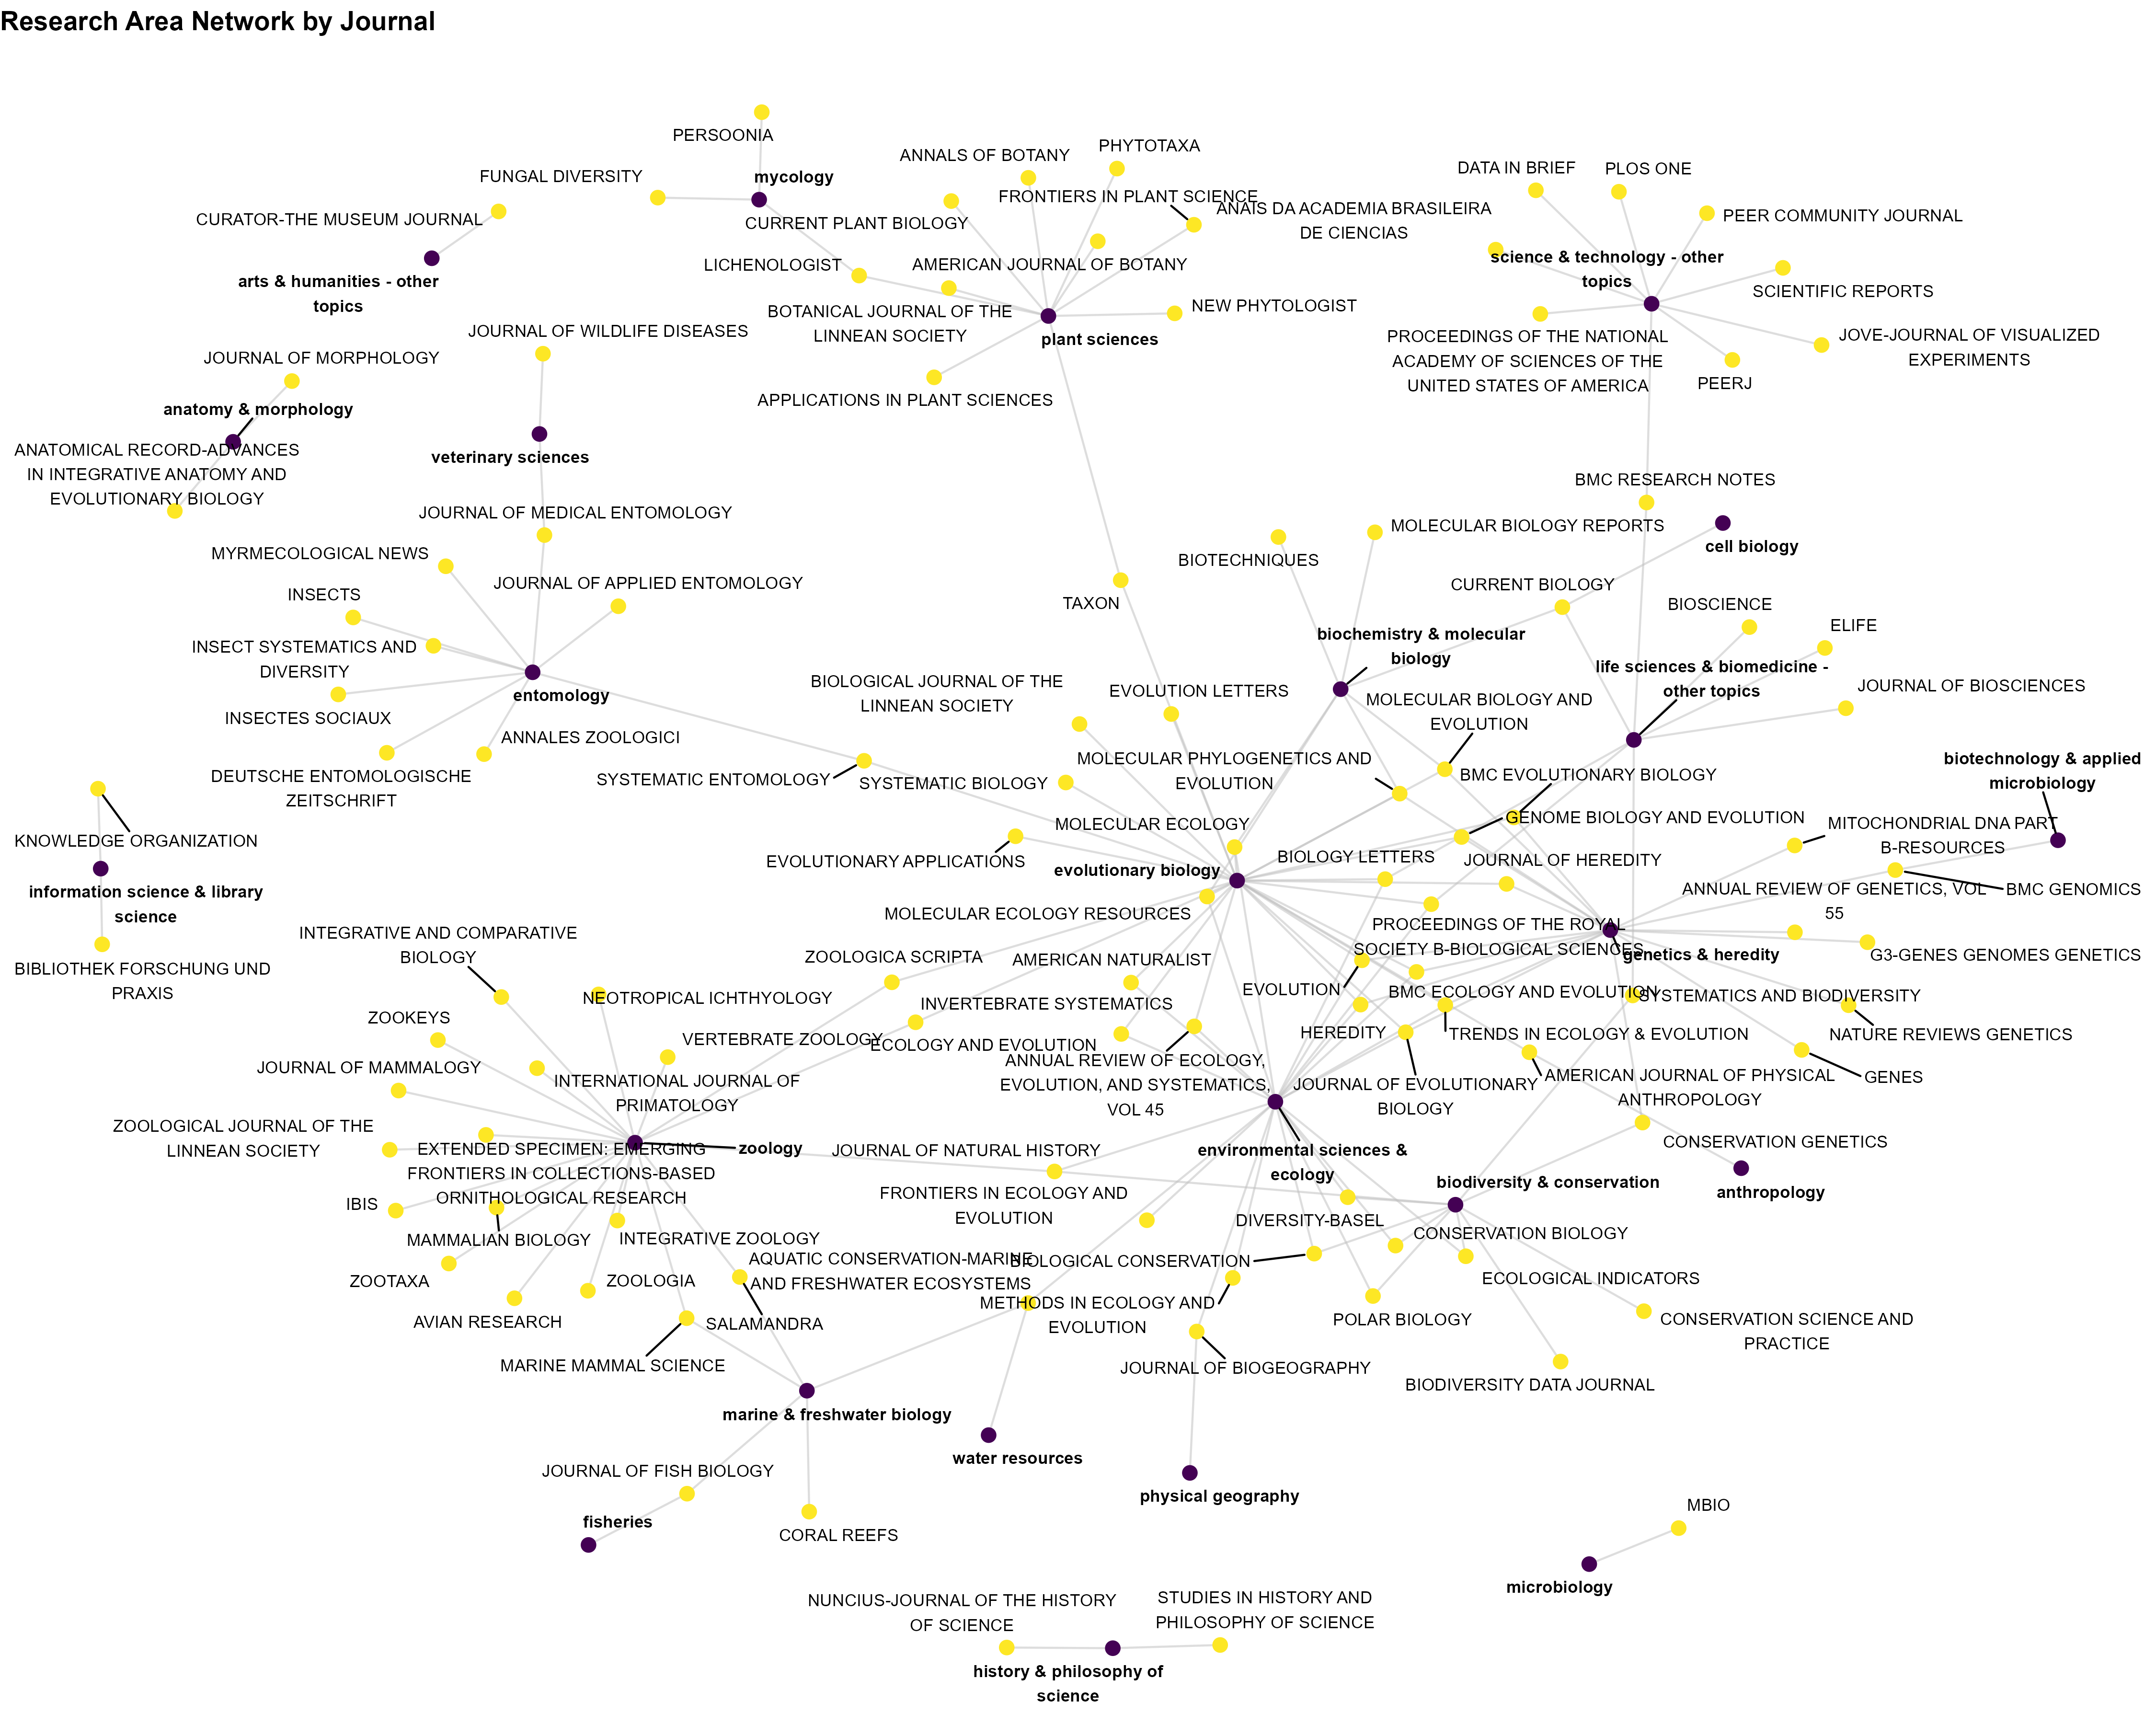 Research Area Network by Journal
PERSOONIA
mycology
FUNGAL DIVERSITY
CURATOR-THE MUSEUM JOURNAL
arts & humanities - other
topics
ANNALS OF BOTANY
PHYTOTAXA
FRONTIERS IN PLANT SCIENCE
CURRENT PLANT BIOLOGY
LICHENOLOGIST
AMERICAN JOURNAL OF BOTANY
BOTANICAL JOURNAL OF THE
LINNEAN SOCIETY
NEW PHYTOLOGIST
plant sciences
APPLICATIONS IN PLANT SCIENCES
ANAIS DA ACADEMIA BRASILEIRA
DE CIENCIAS
DATA IN BRIEF
PLOS ONE
PEER COMMUNITY JOURNAL
science & technology - other
topics
SCIENTIFIC REPORTS
PROCEEDINGS OF THE NATIONAL
ACADEMY OF SCIENCES OF THE
UNITED STATES OF AMERICA
JOVE-JOURNAL OF VISUALIZED
EXPERIMENTS
PEERJ
JOURNAL OF WILDLIFE DISEASES
JOURNAL OF MORPHOLOGY
anatomy & morphology
ANATOMICAL RECORD-ADVANCES
IN INTEGRATIVE ANATOMY AND
EVOLUTIONARY BIOLOGY
veterinary sciences
JOURNAL OF MEDICAL ENTOMOLOGY
MYRMECOLOGICAL NEWS
JOURNAL OF APPLIED ENTOMOLOGY
INSECTS
INSECT SYSTEMATICS AND
DIVERSITY
entomology
INSECTES SOCIAUX
ANNALES ZOOLOGICI
DEUTSCHE ENTOMOLOGISCHE
ZEITSCHRIFT
BMC RESEARCH NOTES
MOLECULAR BIOLOGY REPORTS
BIOTECHNIQUES
cell biology
CURRENT BIOLOGY
TAXON
BIOSCIENCE
ELIFE
biochemistry & molecular
biology
life sciences & biomedicine -
other topics
JOURNAL OF BIOSCIENCES
BIOLOGICAL JOURNAL OF THE
LINNEAN SOCIETY
EVOLUTION LETTERS
MOLECULAR BIOLOGY AND
EVOLUTION
MOLECULAR PHYLOGENETICS AND
EVOLUTION
SYSTEMATIC ENTOMOLOGY
SYSTEMATIC BIOLOGY
BMC EVOLUTIONARY BIOLOGY
biotechnology & applied
microbiology
GENOME BIOLOGY AND EVOLUTION
MITOCHONDRIAL DNA PART
B-RESOURCES
MOLECULAR ECOLOGY
EVOLUTIONARY APPLICATIONS
evolutionary biology
BIOLOGY LETTERS
JOURNAL OF HEREDITY
ANNUAL REVIEW OF GENETICS, VOL
55
BMC GENOMICS
KNOWLEDGE ORGANIZATION
information science & library
science
BIBLIOTHEK FORSCHUNG UND
PRAXIS
MOLECULAR ECOLOGY RESOURCES
PROCEEDINGS OF THE ROYAL
SOCIETY B-BIOLOGICAL SCIENCES
genetics & heredity
G3-GENES GENOMES GENETICS
INTEGRATIVE AND COMPARATIVE
BIOLOGY
ZOOLOGICA SCRIPTA
AMERICAN NATURALIST
EVOLUTION
BMC ECOLOGY AND EVOLUTION
SYSTEMATICS AND BIODIVERSITY
NEOTROPICAL ICHTHYOLOGY
INVERTEBRATE SYSTEMATICS
ZOOKEYS
VERTEBRATE ZOOLOGY
ECOLOGY AND EVOLUTION
HEREDITY
TRENDS IN ECOLOGY & EVOLUTION
NATURE REVIEWS GENETICS
ANNUAL REVIEW OF ECOLOGY,
EVOLUTION, AND SYSTEMATICS,
VOL 45
JOURNAL OF EVOLUTIONARY
BIOLOGY
AMERICAN JOURNAL OF PHYSICAL
ANTHROPOLOGY
GENES
JOURNAL OF MAMMALOGY
INTERNATIONAL JOURNAL OF
PRIMATOLOGY
ZOOLOGICAL JOURNAL OF THE
LINNEAN SOCIETY
EXTENDED SPECIMEN: EMERGING
FRONTIERS IN COLLECTIONS-BASED
ORNITHOLOGICAL RESEARCH
zoology
JOURNAL OF NATURAL HISTORY
environmental sciences &
ecology
CONSERVATION GENETICS
biodiversity & conservation
anthropology
FRONTIERS IN ECOLOGY AND
EVOLUTION
IBIS
DIVERSITY-BASEL
CONSERVATION BIOLOGY
MAMMALIAN BIOLOGY
INTEGRATIVE ZOOLOGY
AQUATIC CONSERVATION-MARINE
AND FRESHWATER ECOSYSTEMS
BIOLOGICAL CONSERVATION
ECOLOGICAL INDICATORS
ZOOTAXA
ZOOLOGIA
METHODS IN ECOLOGY AND
EVOLUTION
POLAR BIOLOGY
CONSERVATION SCIENCE AND
PRACTICE
AVIAN RESEARCH
SALAMANDRA
MARINE MAMMAL SCIENCE
JOURNAL OF BIOGEOGRAPHY
BIODIVERSITY DATA JOURNAL
marine & freshwater biology
water resources
JOURNAL OF FISH BIOLOGY
physical geography
fisheries
CORAL REEFS
MBIO
microbiology
NUNCIUS-JOURNAL OF THE HISTORY
OF SCIENCE
STUDIES IN HISTORY AND
PHILOSOPHY OF SCIENCE
history & philosophy of
science